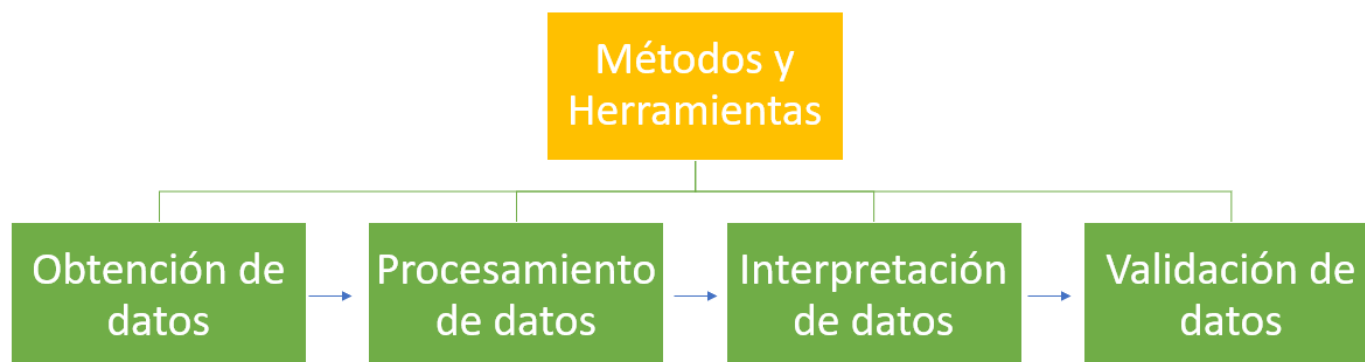 Métodos y
Herramientas
Obtención de
datos
Procesamiento
de datos
Interpretación
de datos
Validación de
datos